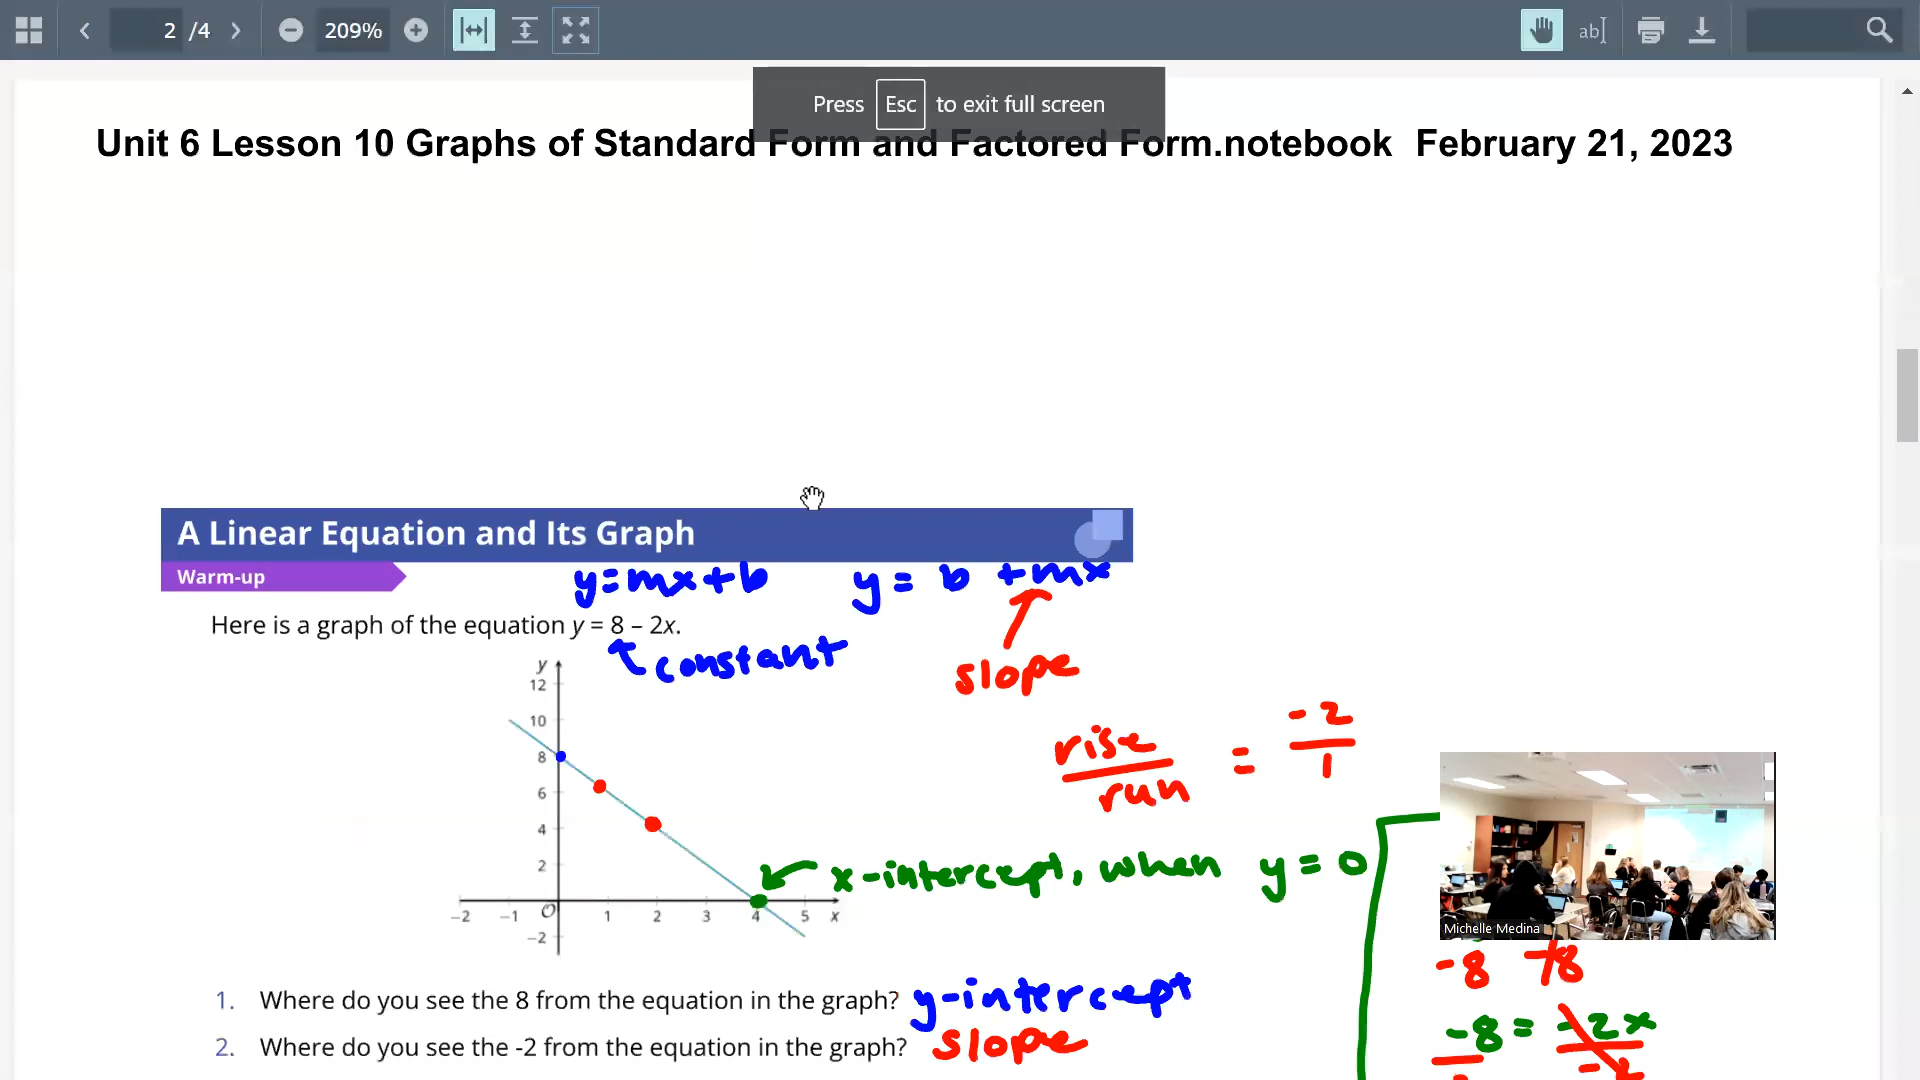 2 /4 209% ab|
Press Esc to exit full screen
Unit 6 Lesson 10 Graphs of Standard Form and Factored Form.notebook February 21, 2023
A Linear Equation and Its Graph
Warm-up
y=mx+b y = b +mx
Here is a graph of the equation y = 8 – 2x.
constant
slope
y
12
10
8
6
4
2
-2 -1 O 1 2 3 4 5 x
-2
rise/run = -2/1
x-intercept, when y=0
Michelle Medina
-8 -8
-8 = -2x
1. Where do you see the 8 from the equation in the graph? y-intercept
2. Where do you see the -2 from the equation in the graph? slope